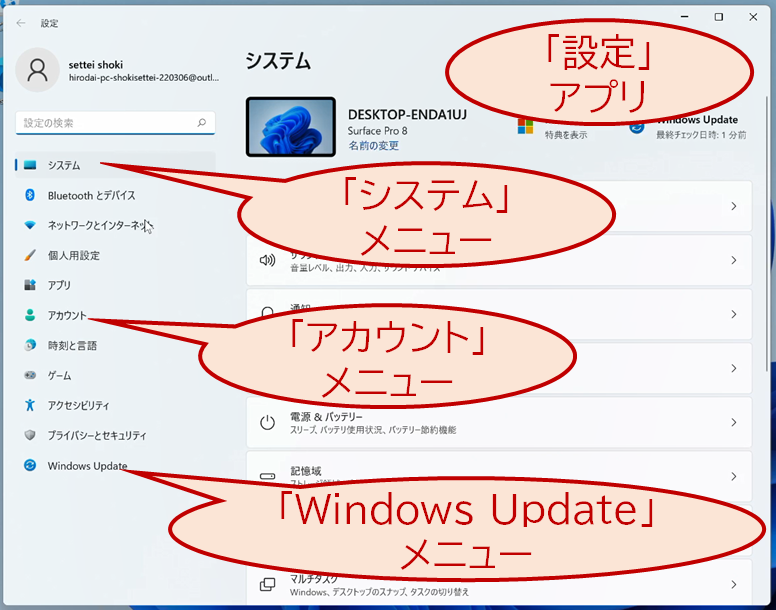 設定
settei shoki
hirodai-pc-shokisettei-220306@outl...
設定の検索
システム
Bluetooth とデバイス
ネットワークとインターネット
個人用設定
アプリ
アカウント
時刻と言語
ゲーム
アクセシビリティ
プライバシーとセキュリティ
Windows Update
システム
DESKTOP-ENDA1UJ
Surface Pro 8
名前の変更
特典を表示
Windows Update
最終チェック日時: 1 分前
「設定」
アプリ
「システム」
メニュー
音量レベル、出力、入力、サウンド デバイス
通知
「アカウント」
メニュー
電源 & バッテリー
スリープ、バッテリ使用状況、バッテリー節約機能
記憶域
「Windows Update」
メニュー
マルチタスク
Windows、デスクトップのスナップ、タスクの切り替え